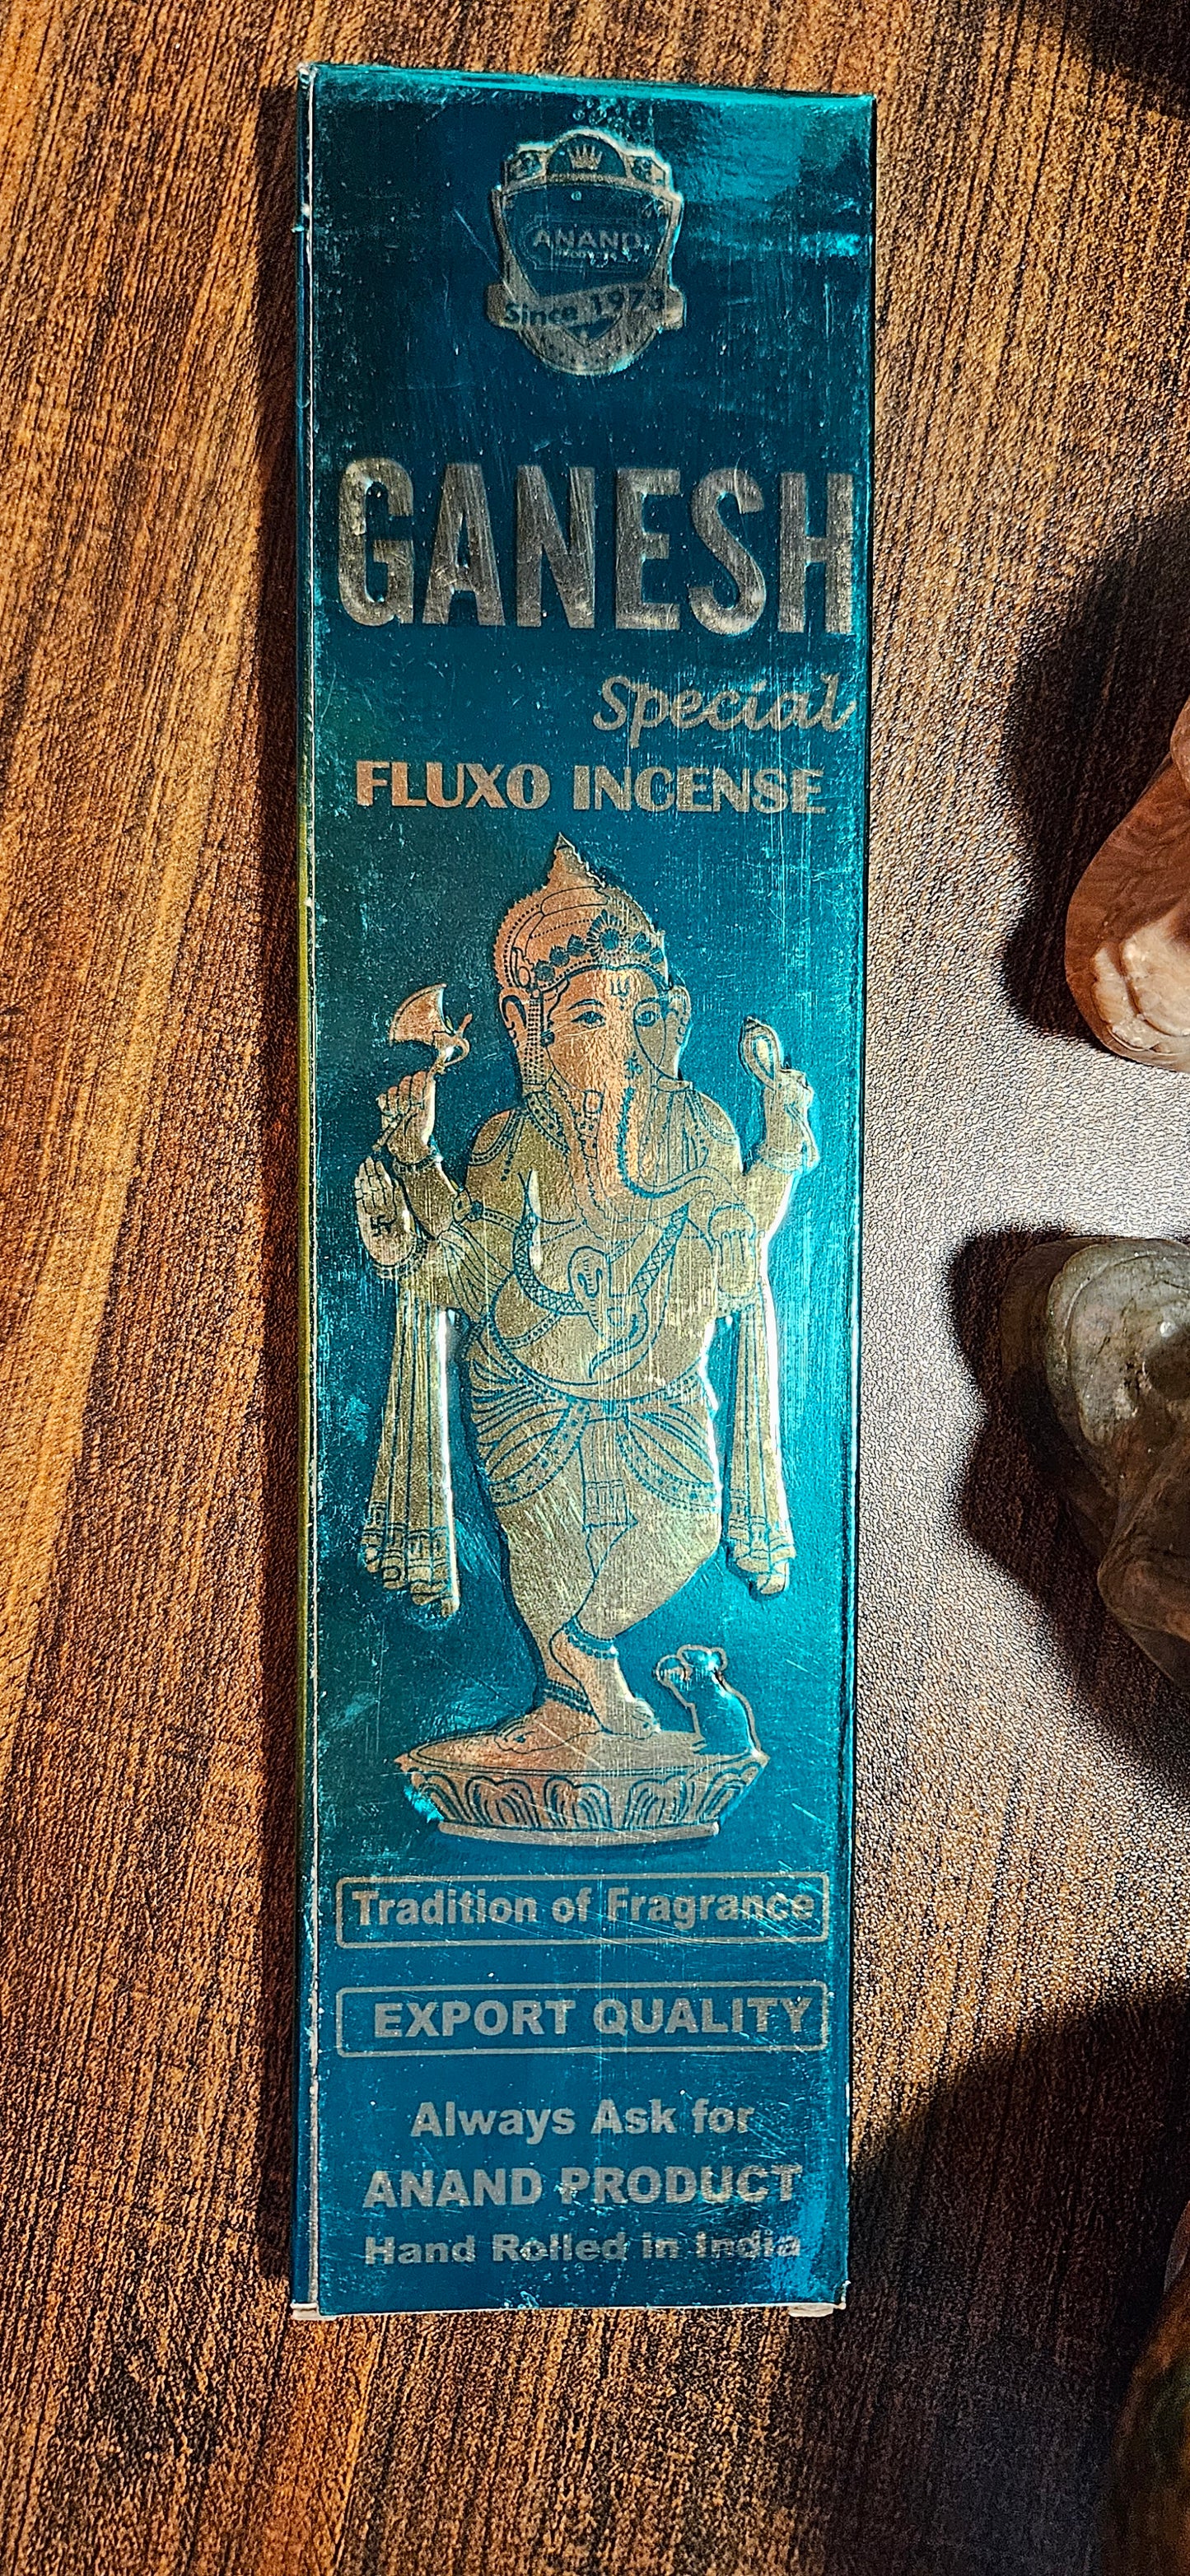 ANAND
Since 1973
GANESH
Special
FLUXO INCENSE
Tradition of Fragrance
EXPORT QUALITY
Always Ask for
ANAND PRODUCT
Hand Rolled in India